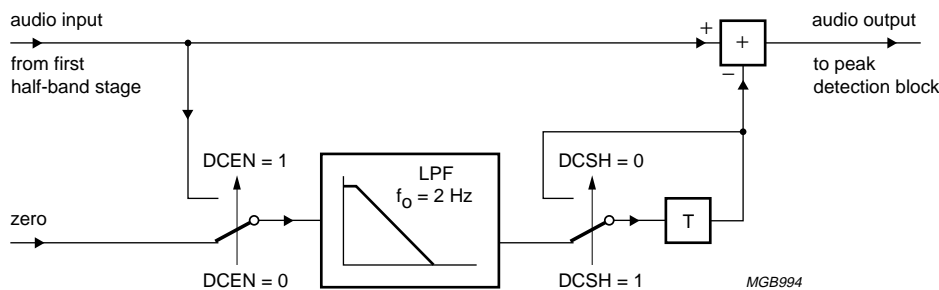 audio input
from first
half-band stage
+
+
−
audio output
to peak
detection block
DCEN = 1
LPF
fo = 2 Hz
DCSH = 0
zero
T
DCEN = 0
DCSH = 1
MGB994